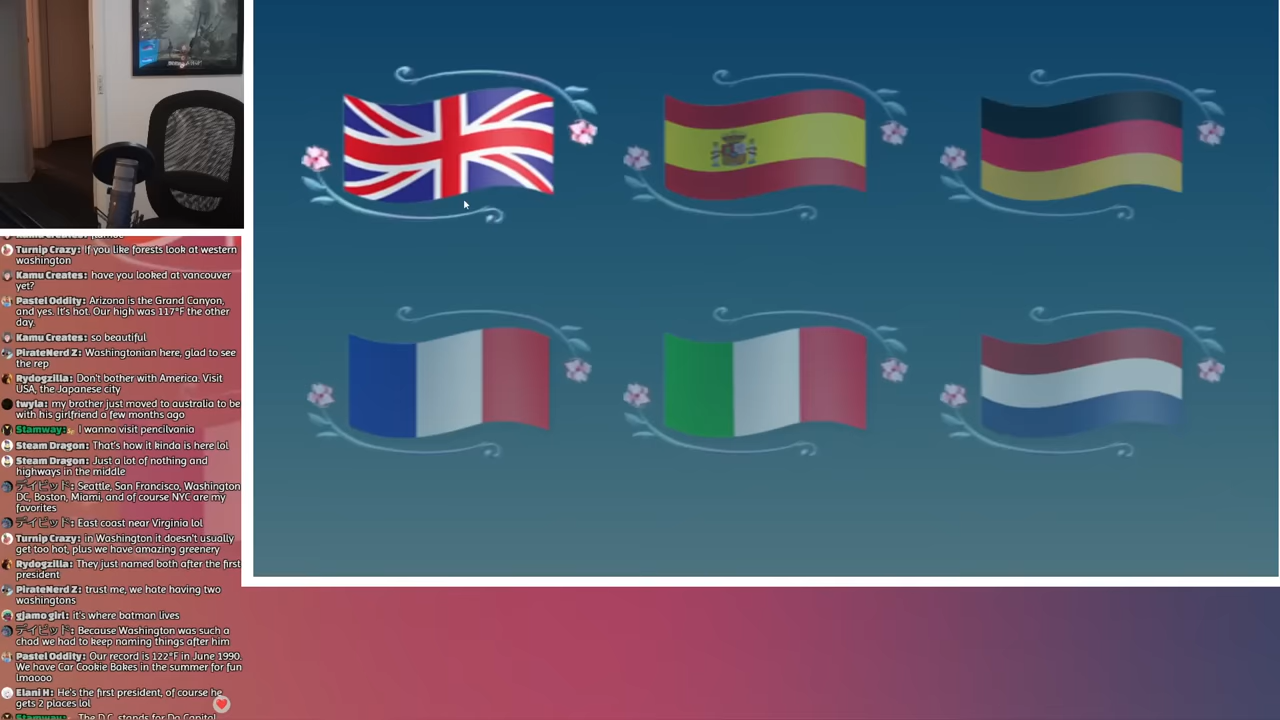 Turnip Crazy: If you like forests look at western
washington
Kamu Creates: have you looked at vancouver
yet?
Pastel Oddity: Arizona is the Grand Canyon,
and yes. It's hot. Our high was 117°F the other
day.
Kamu Creates: so beautiful
PirateNerd Z: Washingtonian here, glad to see
the rep
Rydogzilla: Don't bother with America. Visit
USA, the Japanese city
twyla: my brother just moved to australia to be
with his girlfriend a few months ago
Stamway: I wanna visit pencilvania
Steam Dragon: That's how it kinda is here lol
Steam Dragon: Just a lot of nothing and
highways in the middle
デイビッド: Seattle, San Francisco, Washington
DC, Boston, Miami, and of course NYC are my
favorites
デイビッド: East coast near Virginia lol
Turnip Crazy: in Washington it doesn't usually
get too hot, plus we have amazing greenery
Rydogzilla: They just named both after the first
president
PirateNerd Z: trust me, we hate having two
washingtons
gjamo girl: it's where batman lives
デイビッド: Because Washington was such a
chad we had to keep naming things after him
Pastel Oddity: Our record is 122°F in June 1990.
We have Car Cookie Bakes in the summer for fun
lmaooo
Elani H: He's the first president, of course he
gets 2 places lol
Stamway: The D.C. stands for Da Capital